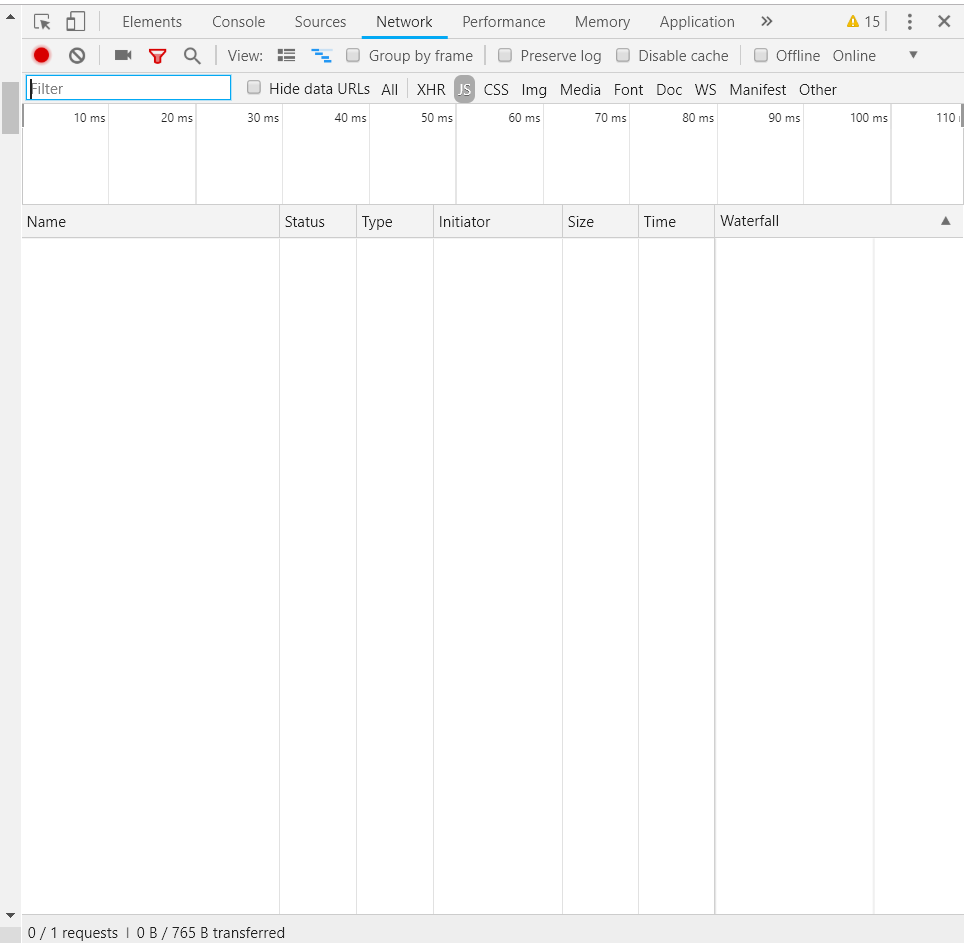 Elements Console Sources Network Performance Memory Application » 15
View: Group by frame Preserve log Disable cache Offline Online
Filter Hide data URLs All XHR JS CSS Img Media Font Doc WS Manifest Other
10 ms 20 ms 30 ms 40 ms 50 ms 60 ms 70 ms 80 ms 90 ms 100 ms 110
Name Status Type Initiator Size Time Waterfall
0 / 1 requests | 0 B / 765 B transferred